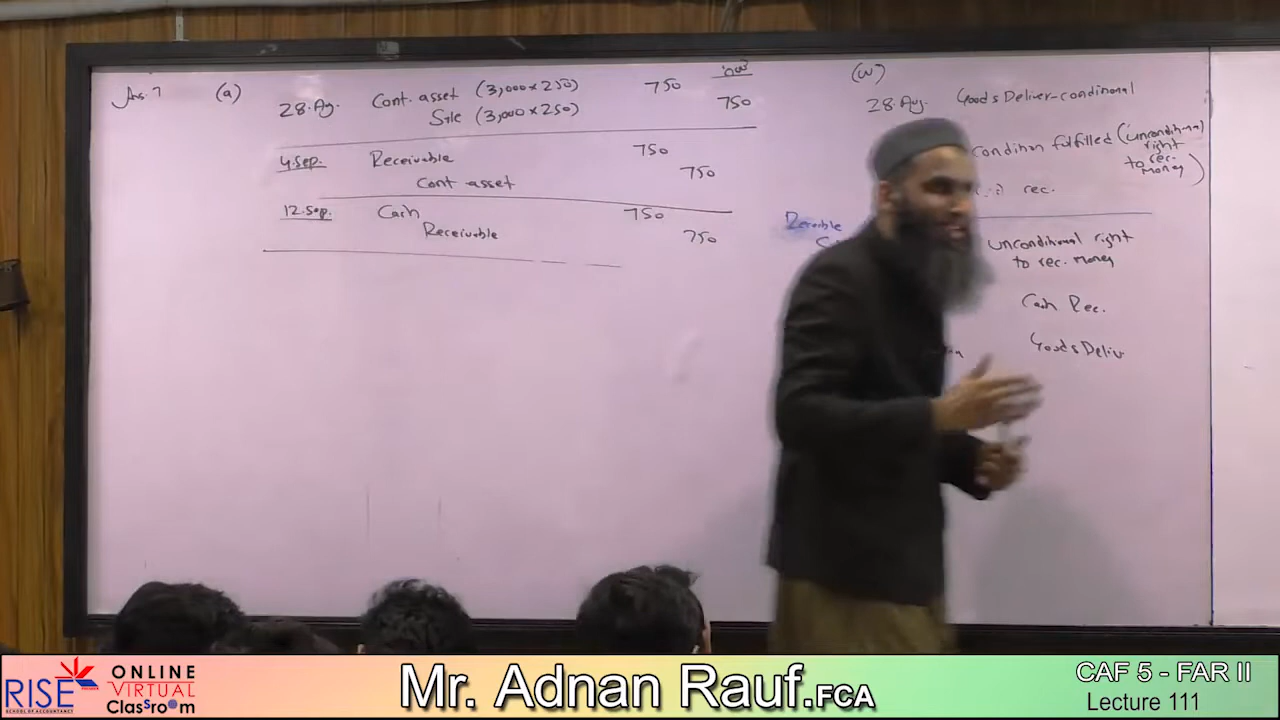 Ans. 7 (a)
'000'
28. Aug. Cont. asset (3,000 x 250) 750
Sale (3,000 x 250) 750
4. Sep. Receivable 750
Cont asset 750
12. Sep. Cash 750
Receivable 750
(W)
28 Aug. Goods Deliver-conditional
condition fulfilled (unconditional
right
to rec.
money)
rec.
Receivable
unconditional right
to rec. money
Cash Rec.
Goods Deliv.
RISE
SCHOOL OF ACCOUNTANCY
ONLINE
VIRTUAL
ClasSro@m
Mr. Adnan Rauf.FCA
CAF 5 - FAR II
Lecture 111